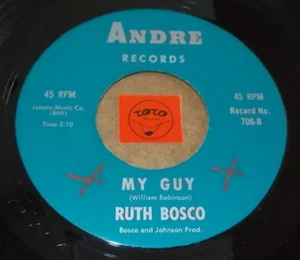 ANDRE
RECORDS
45 RPM
45 RPM
Jobete Music Co.
(BMI)
Time 2:10
Record No.
706-B
TOTO
MY GUY
(William Robinson)
RUTH BOSCO
Bosco and Johnson Prod.